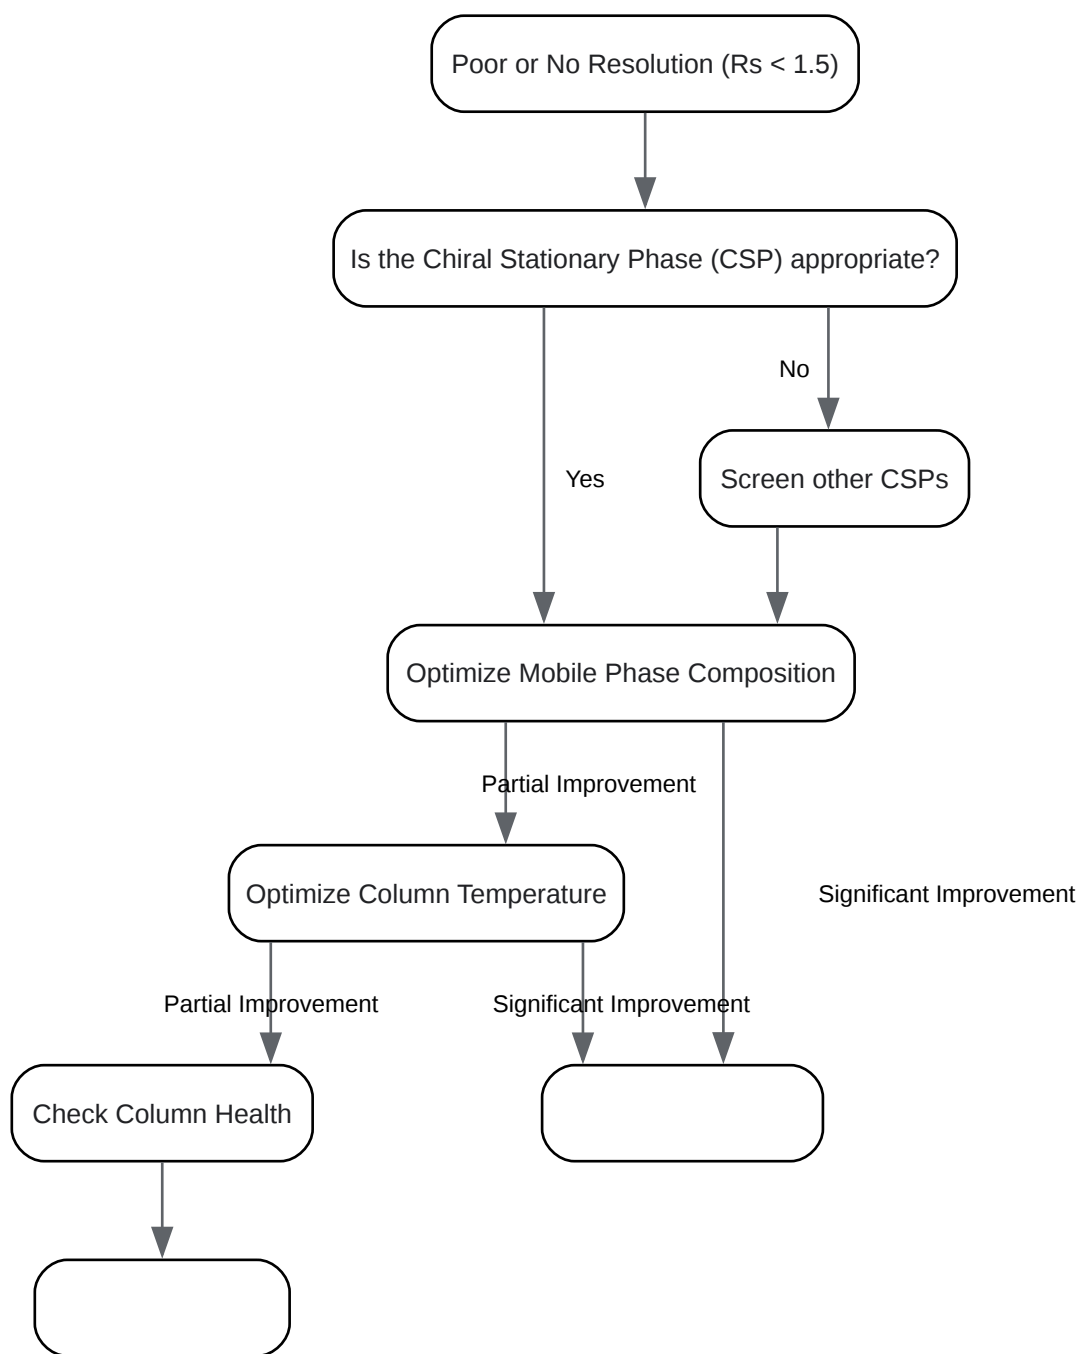 Poor or No Resolution (Rs < 1.5)
Is the Chiral Stationary Phase (CSP) appropriate?
No
Yes
Screen other CSPs
Optimize Mobile Phase Composition
Partial Improvement
Optimize Column Temperature
Significant Improvement
Partial Improvement
Significant Improvement
Check Column Health